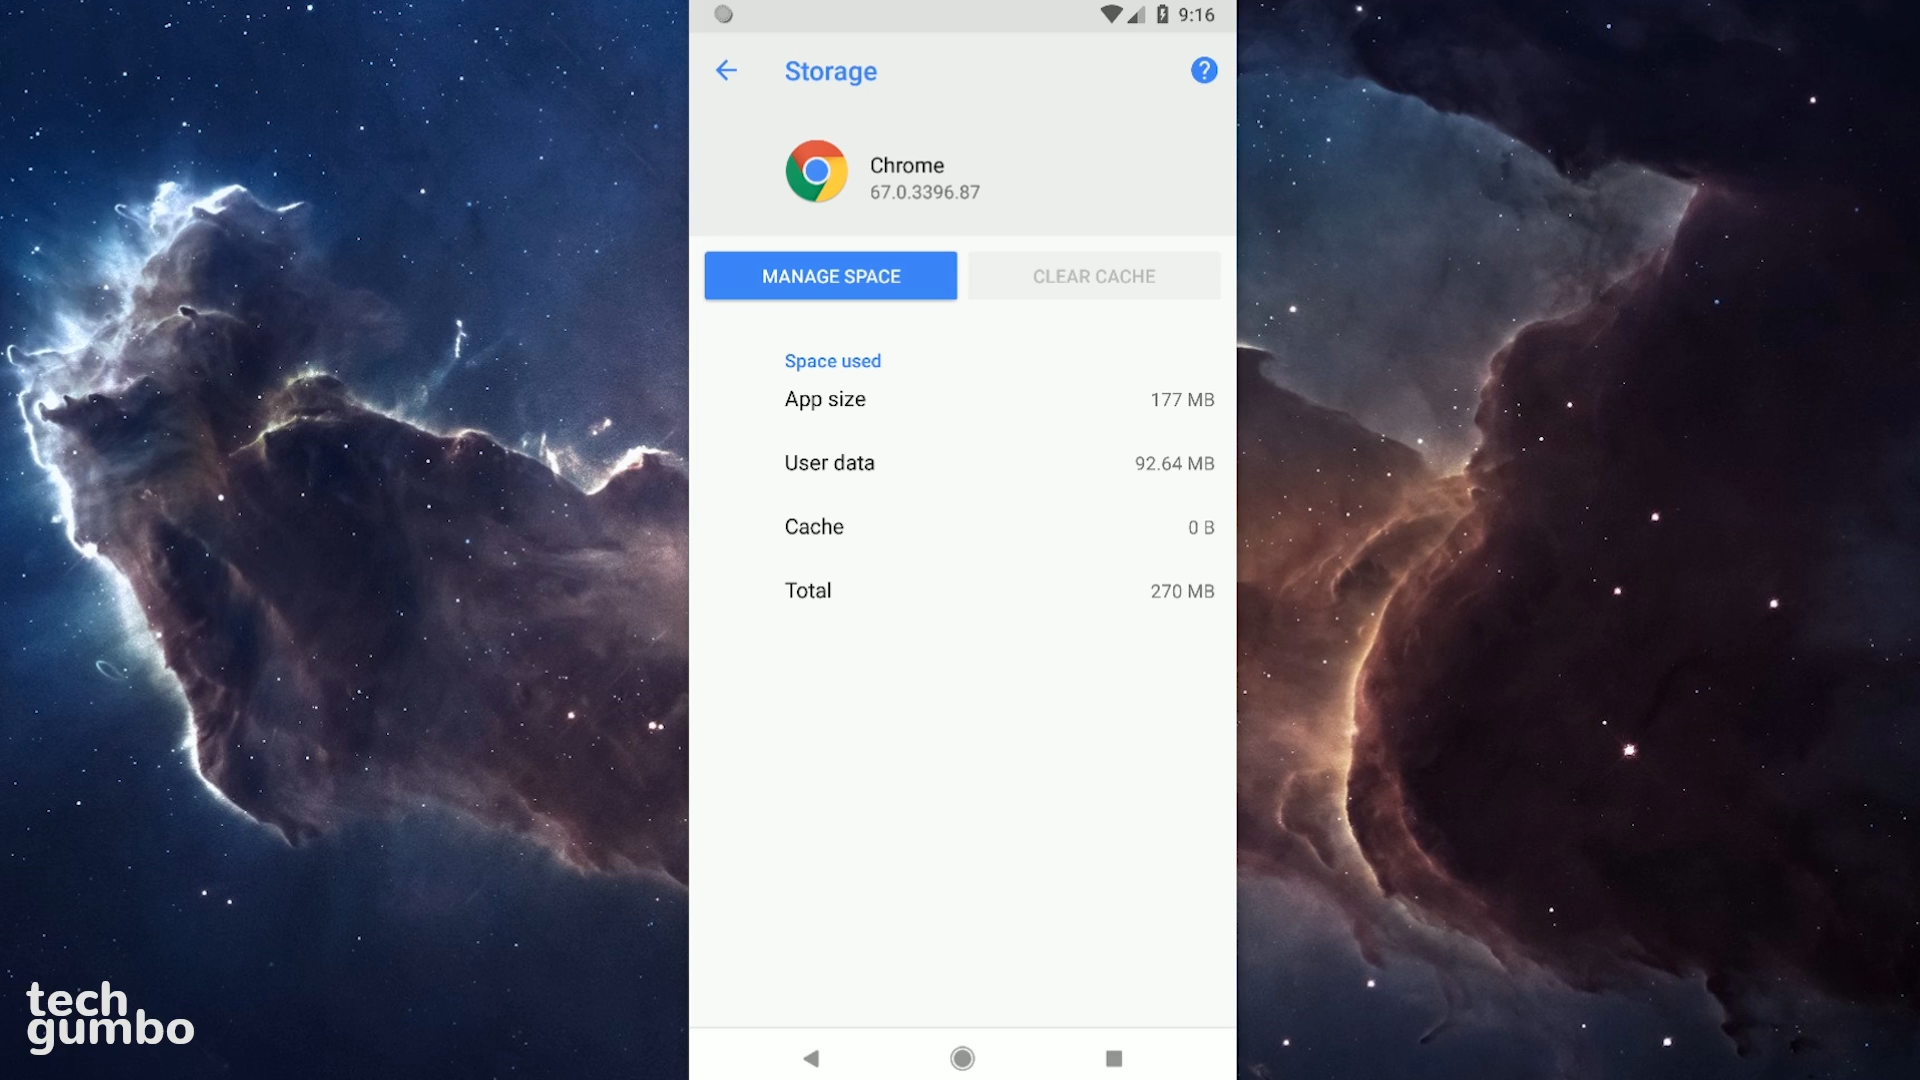 9:16
Storage
?
Chrome
67.0.3396.87
MANAGE SPACE
CLEAR CACHE
Space used
App size 177 MB
User data 92.64 MB
Cache 0 B
Total 270 MB
tech
gumbo